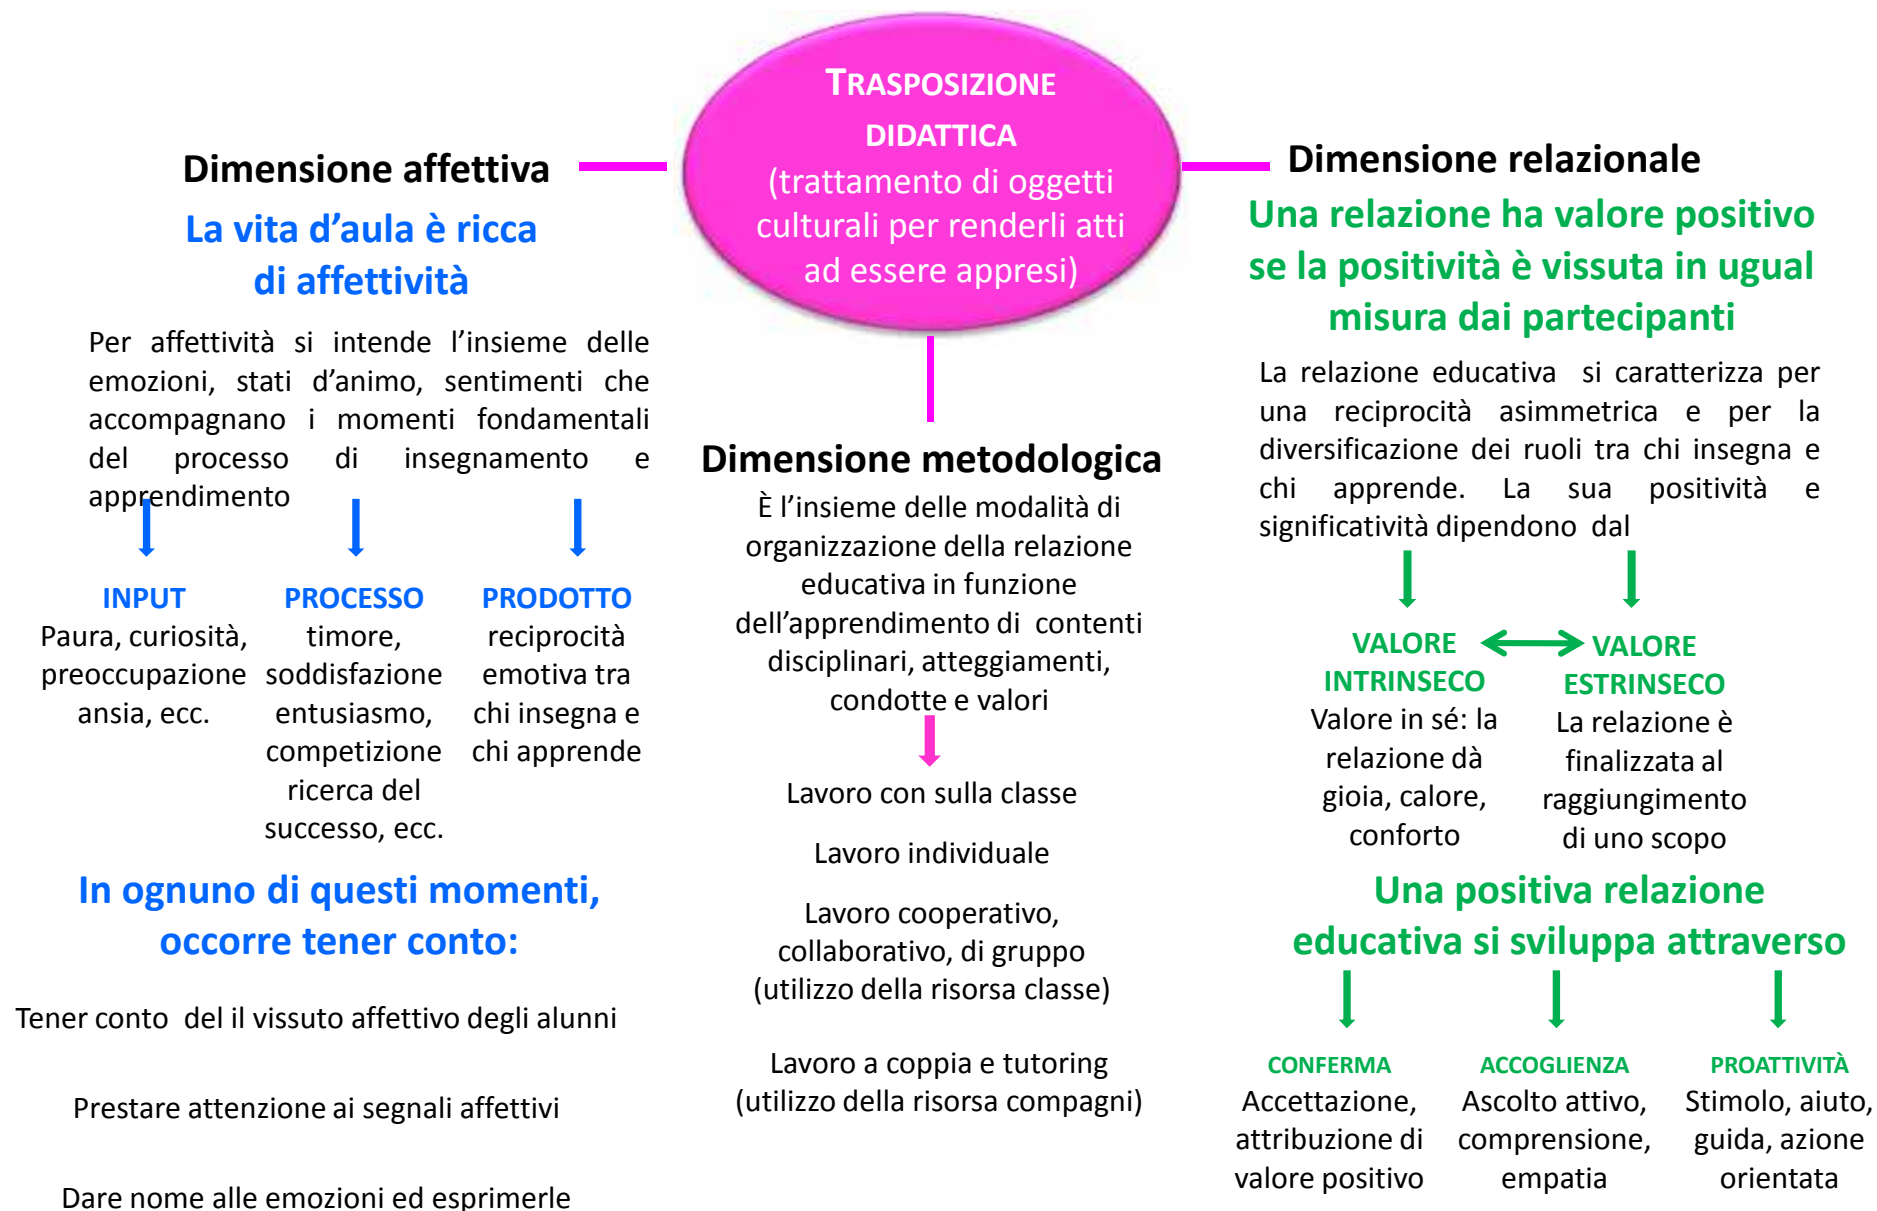 TRASPOSIZIONE
DIDATTICA
(trattamento di oggetti
culturali per renderli atti
ad essere appresi)
Dimensione affettiva
La vita d’aula è ricca
di affettività
Per affettività si intende l’insieme delle
emozioni, stati d’animo, sentimenti che
accompagnano i momenti fondamentali
del processo di insegnamento e
apprendimento
INPUT
Paura, curiosità,
preoccupazione
ansia, ecc.
PROCESSO
timore,
soddisfazione
entusiasmo,
competizione
ricerca del
successo, ecc.
PRODOTTO
reciprocità
emotiva tra
chi insegna e
chi apprende
In ognuno di questi momenti,
occorre tener conto:
Tener conto del il vissuto affettivo degli alunni
Prestare attenzione ai segnali affettivi
Dare nome alle emozioni ed esprimerle
Dimensione metodologica
È l’insieme delle modalità di
organizzazione della relazione
educativa in funzione
dell’apprendimento di contenti
disciplinari, atteggiamenti,
condotte e valori
Lavoro con sulla classe
Lavoro individuale
Lavoro cooperativo,
collaborativo, di gruppo
(utilizzo della risorsa classe)
Lavoro a coppia e tutoring
(utilizzo della risorsa compagni)
Dimensione relazionale
Una relazione ha valore positivo
se la positività è vissuta in ugual
misura dai partecipanti
La relazione educativa si caratterizza per
una reciprocità asimmetrica e per la
diversificazione dei ruoli tra chi insegna e
chi apprende. La sua positività e
significatività dipendono dal
VALORE
INTRINSECO
Valore in sé: la
relazione dà
gioia, calore,
conforto
VALORE
ESTRINSECO
La relazione è
finalizzata al
raggiungimento
di uno scopo
Una positiva relazione
educativa si sviluppa attraverso
CONFERMA
Accettazione,
attribuzione di
valore positivo
ACCOGLIENZA
Ascolto attivo,
comprensione,
empatia
PROATTIVITÀ
Stimolo, aiuto,
guida, azione
orientata